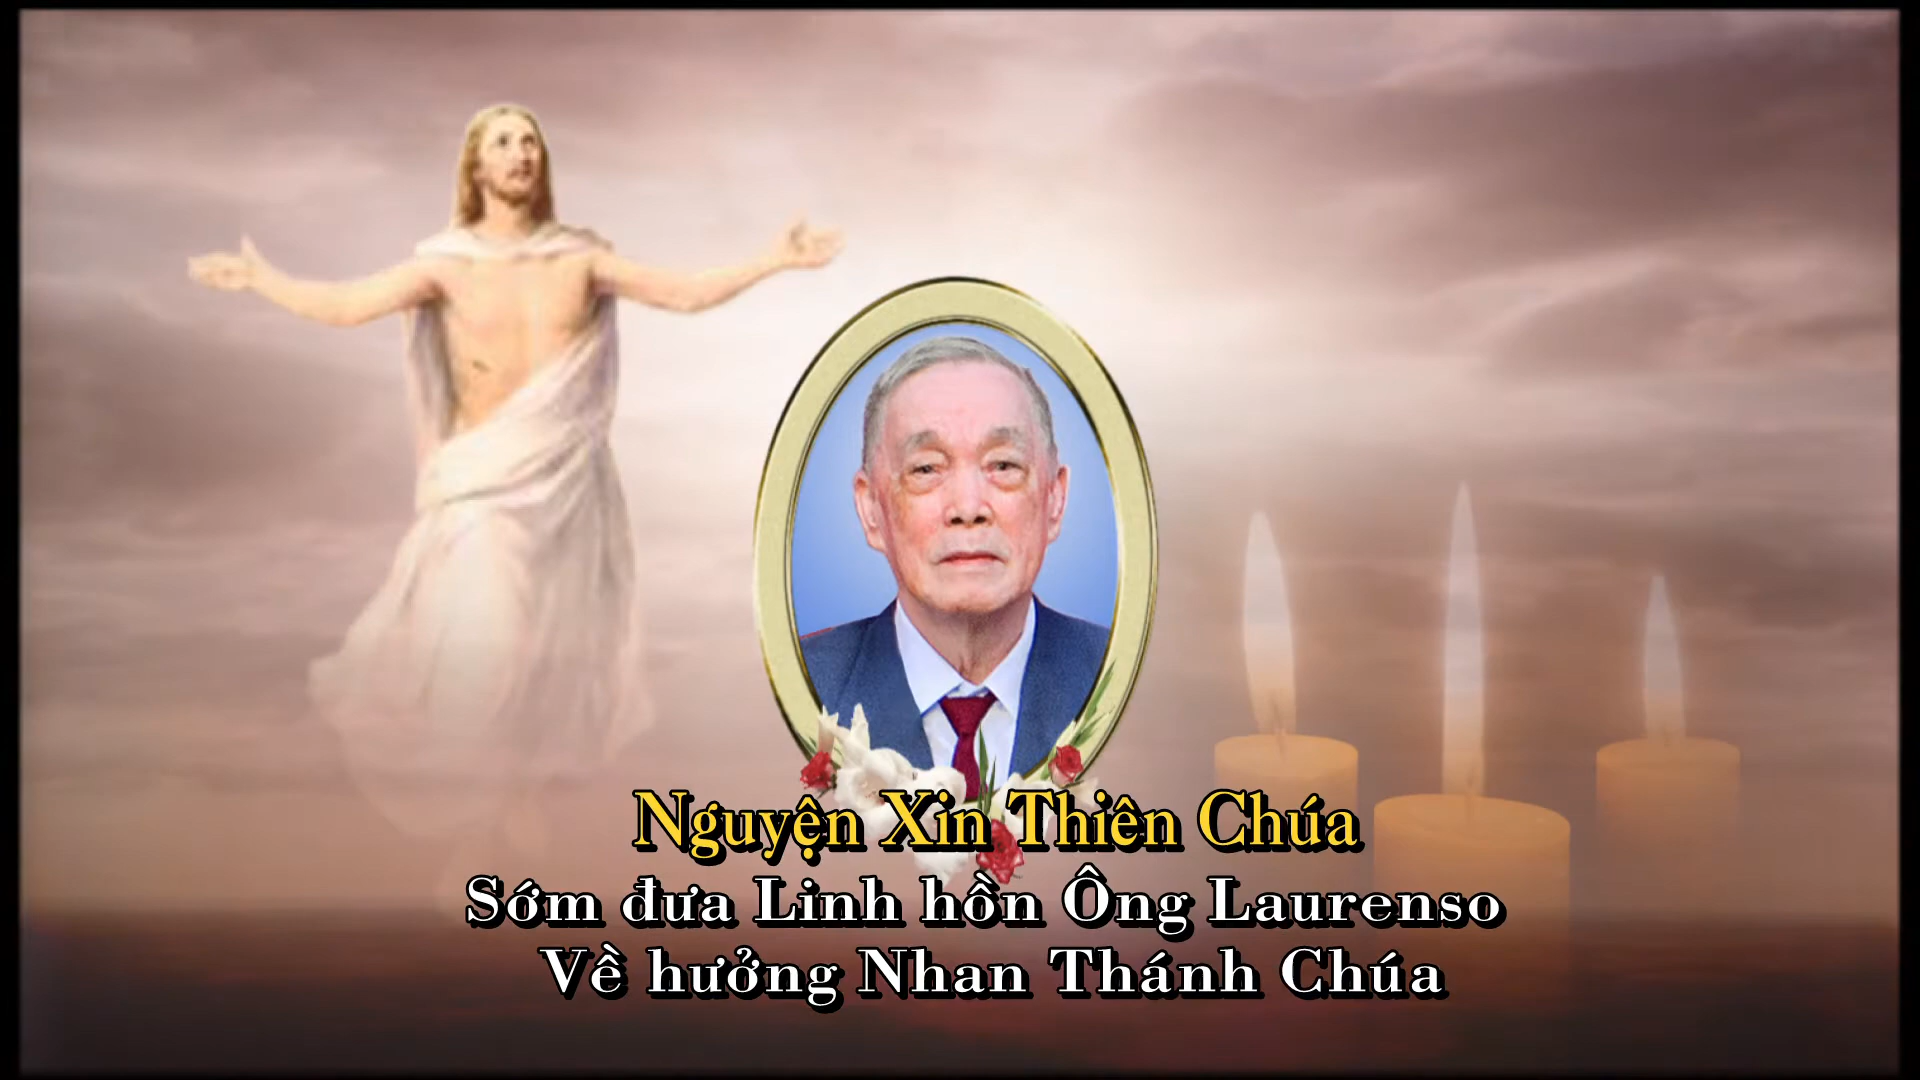 Nguyện Xin Thiên Chúa
Sớm đưa Linh hồn Ông Laurenso
Về hưởng Nhan Thánh Chúa